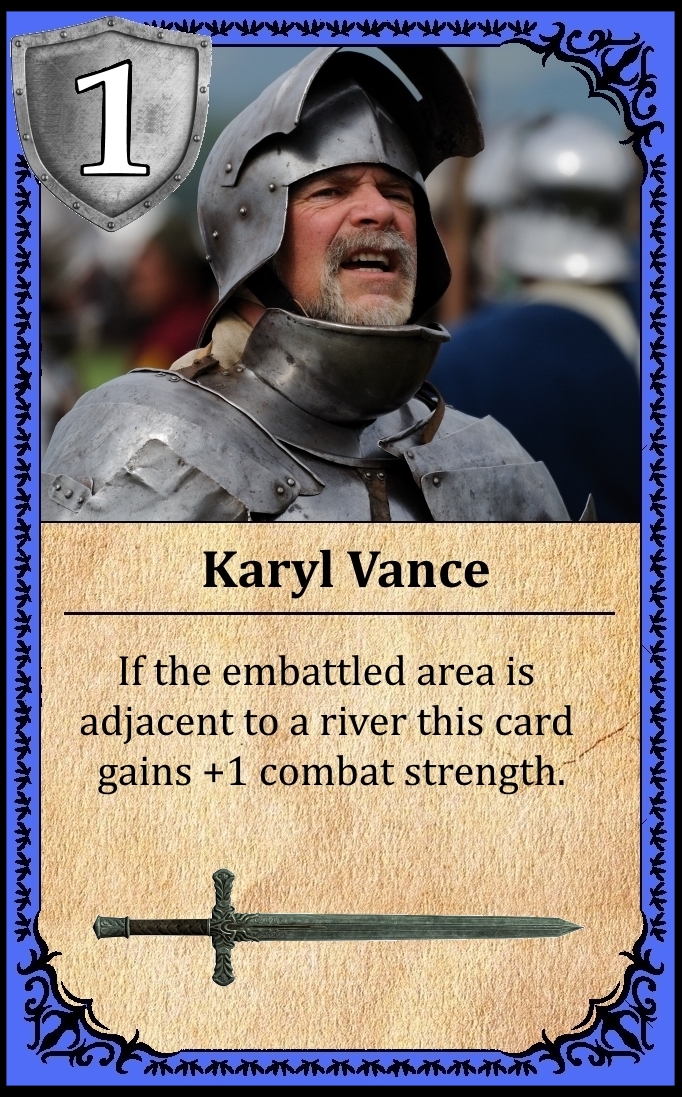 1
Karyl Vance
If the embattled area is
adjacent to a river this card
gains +1 combat strength.